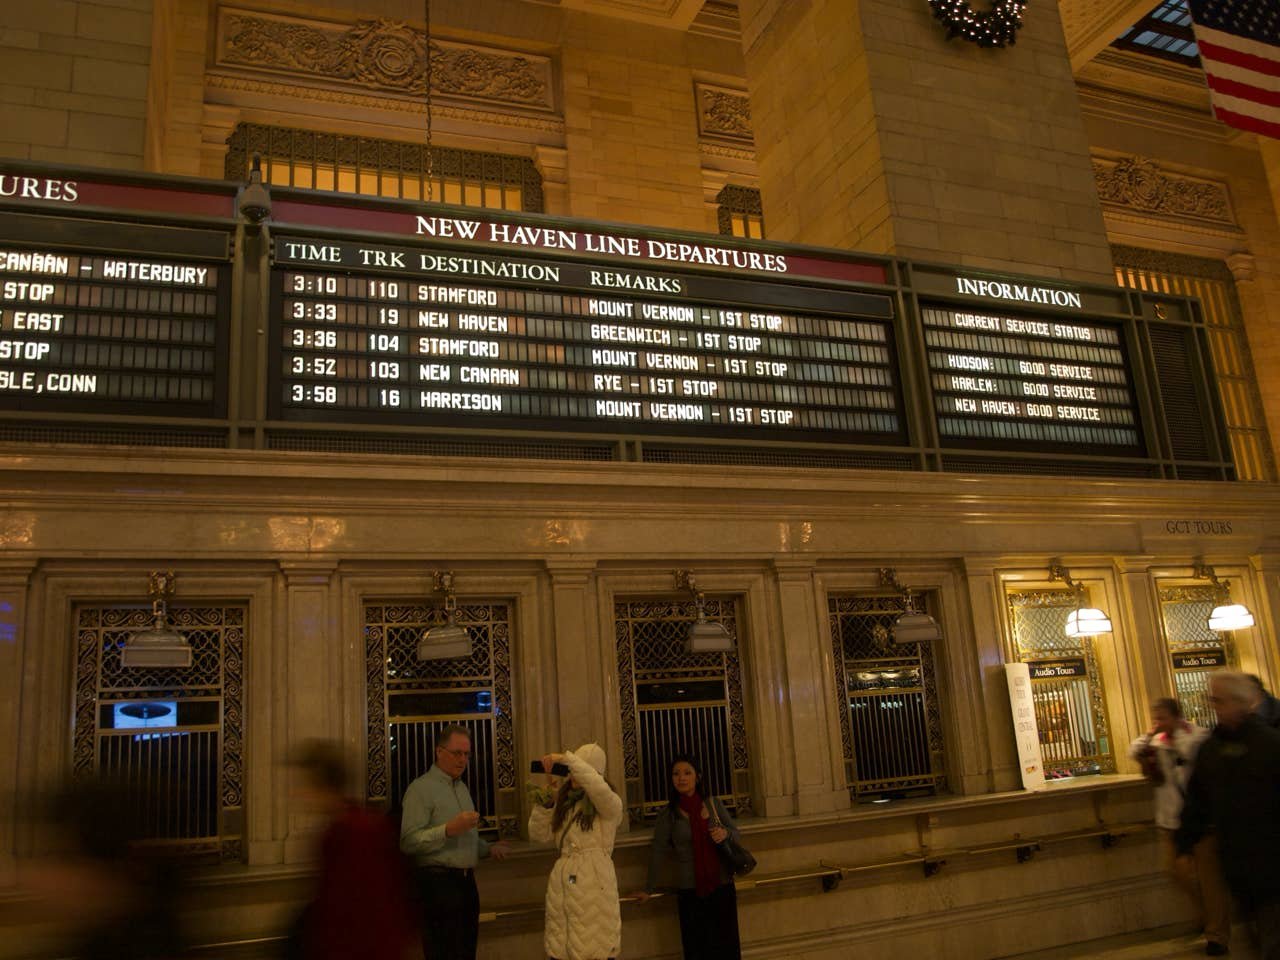 URES
CANAAN - WATERBURY
STOP
E EAST
STOP
SLE,CONN
NEW HAVEN LINE DEPARTURES
TIME TRK DESTINATION REMARKS
3:10 110 STAMFORD MOUNT VERNON - 1ST STOP
3:33 19 NEW HAVEN GREENWICH - 1ST STOP
3:36 104 STAMFORD MOUNT VERNON - 1ST STOP
3:52 103 NEW CANAAN RYE - 1ST STOP
3:58 16 HARRISON MOUNT VERNON - 1ST STOP
INFORMATION
CURRENT SERVICE STATUS
HUDSON: GOOD SERVICE
HARLEM: GOOD SERVICE
NEW HAVEN: GOOD SERVICE
GCT TOURS
Audio Tours
Audio Tours